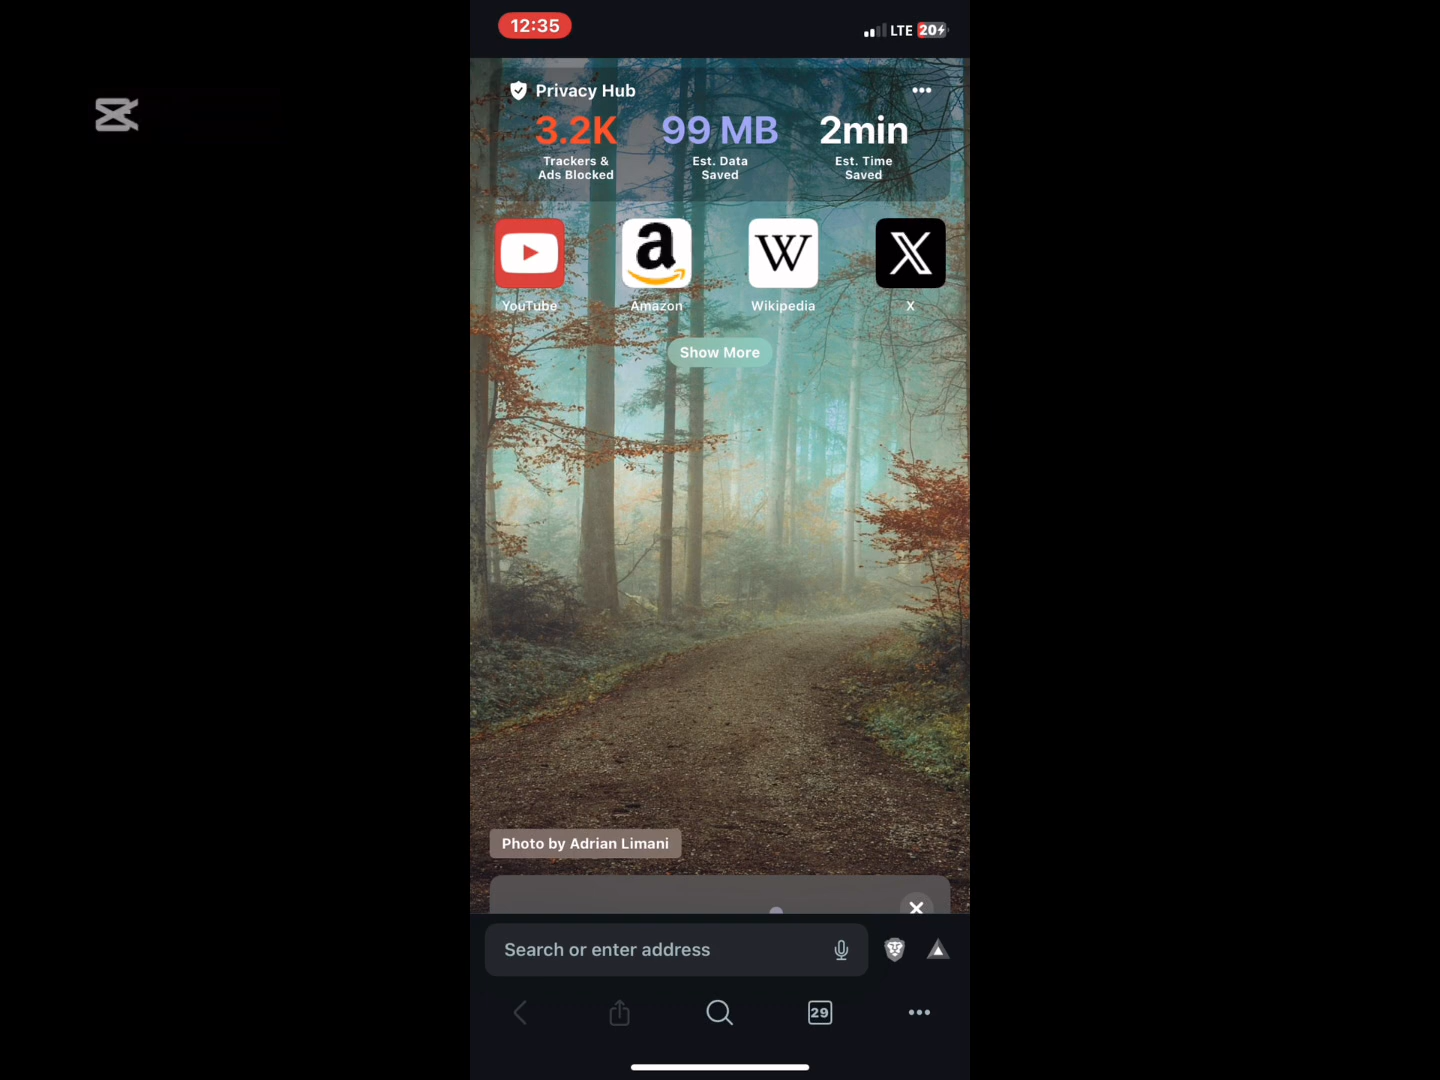 12:35
LTE 20
Privacy Hub
3.2K 99 MB 2min
Trackers & Est. Data Est. Time
Ads Blocked Saved Saved
a W X
YouTube Amazon Wikipedia X
Show More
Photo by Adrian Limani
Search or enter address
29